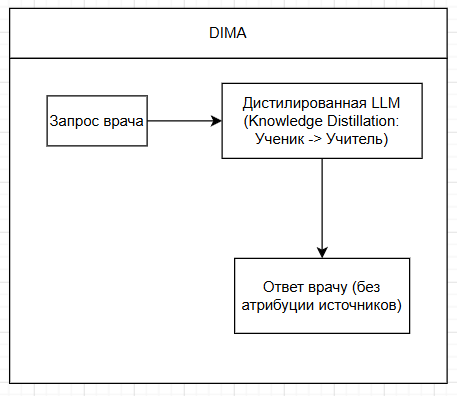 DIMA
Запрос врача
Дистилированная LLM
(Knowledge Distillation:
Ученик -> Учитель)
Ответ врачу (без
атрибуции источников)